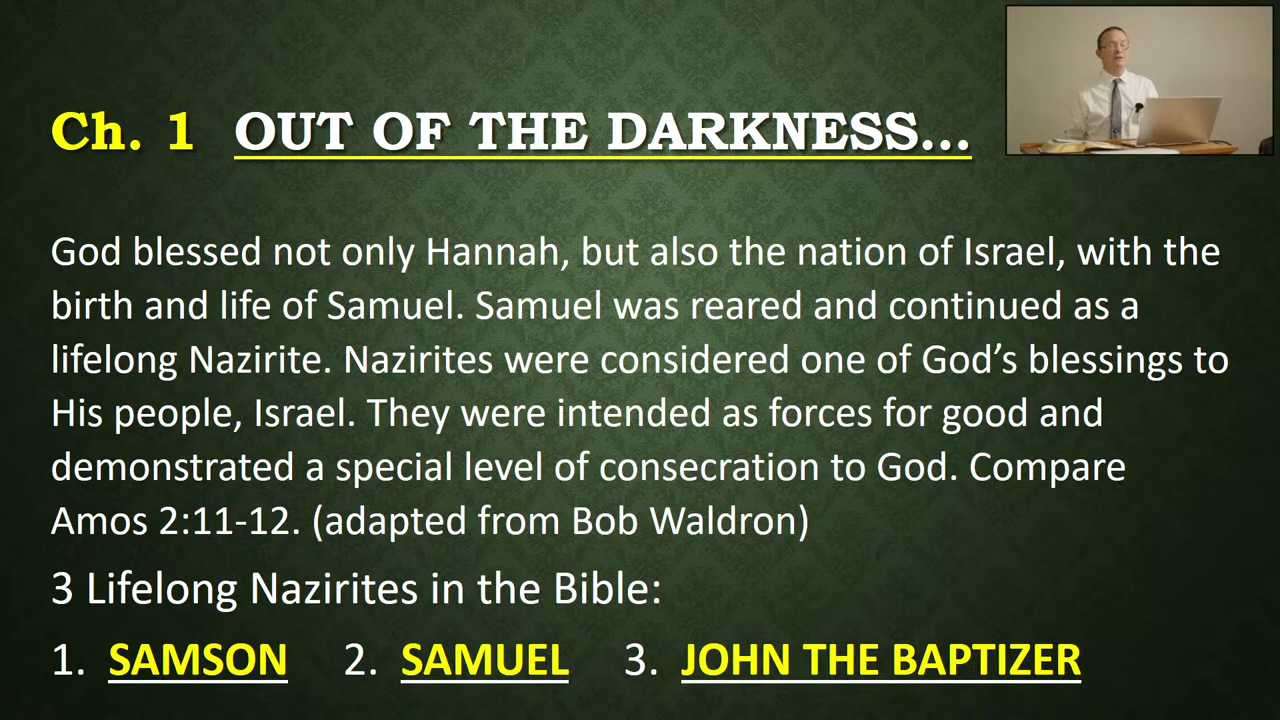 Ch. 1 OUT OF THE DARKNESS...
God blessed not only Hannah, but also the nation of Israel, with the
birth and life of Samuel. Samuel was reared and continued as a
lifelong Nazirite. Nazirites were considered one of God’s blessings to
His people, Israel. They were intended as forces for good and
demonstrated a special level of consecration to God. Compare
Amos 2:11-12. (adapted from Bob Waldron)
3 Lifelong Nazirites in the Bible:
1. SAMSON 2. SAMUEL 3. JOHN THE BAPTIZER